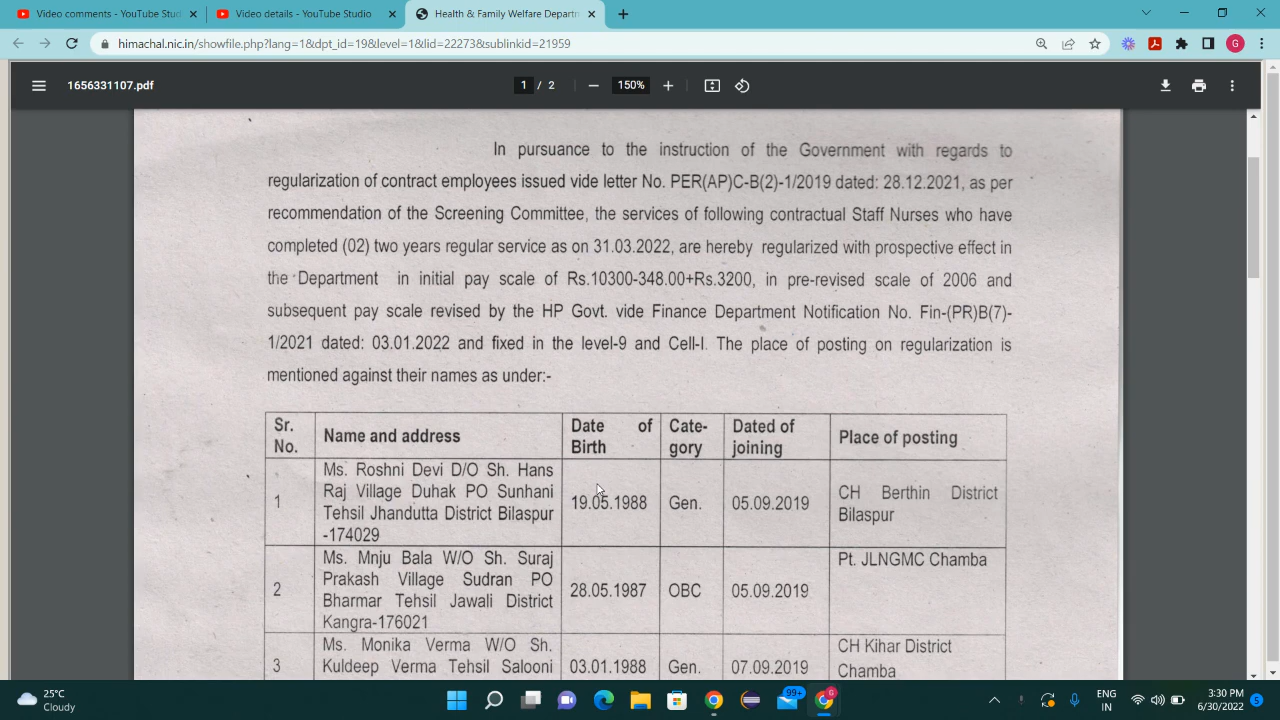 Video comments - YouTube Stud
Video details - YouTube Studio
Health & Family Welfare Departm
himachal.nic.in/showfile.php?lang=1&dpt_id=19&level=1&lid=22273&sublinkid=21959
G
1656331107.pdf
1 / 2
150%
In pursuance to the instruction of the Government with regards to
regularization of contract employees issued vide letter No. PER(AP)C-B(2)-1/2019 dated: 28.12.2021, as per
recommendation of the Screening Committee, the services of following contractual Staff Nurses who have
completed (02) two years regular service as on 31.03.2022, are hereby regularized with prospective effect in
the Department in initial pay scale of Rs.10300-348.00+Rs.3200, in pre-revised scale of 2006 and
subsequent pay scale revised by the HP Govt. vide Finance Department Notification No. Fin-(PR)B(7)-
1/2021 dated: 03.01.2022 and fixed in the level-9 and Cell-I. The place of posting on regularization is
mentioned against their names as under:-
Sr. No. Name and address Date of Birth Cate-gory Dated of joining Place of posting
1 Ms. Roshni Devi D/O Sh. Hans
Raj Village Duhak PO Sunhani
Tehsil Jhandutta District Bilaspur
-174029
19.05.1988 Gen. 05.09.2019 CH Berthin District
Bilaspur
2 Ms. Mnju Bala W/O Sh. Suraj
Prakash Village Sudran PO
Bharmar Tehsil Jawali District
Kangra-176021
28.05.1987 OBC 05.09.2019 Pt. JLNGMC Chamba
3 Ms. Monika Verma W/O Sh.
Kuldeep Verma Tehsil Salooni
03.01.1988 Gen. 07.09.2019 CH Kihar District
Chamba
25°C
Cloudy
99+
G
ENG
IN
3:30 PM
6/30/2022
5